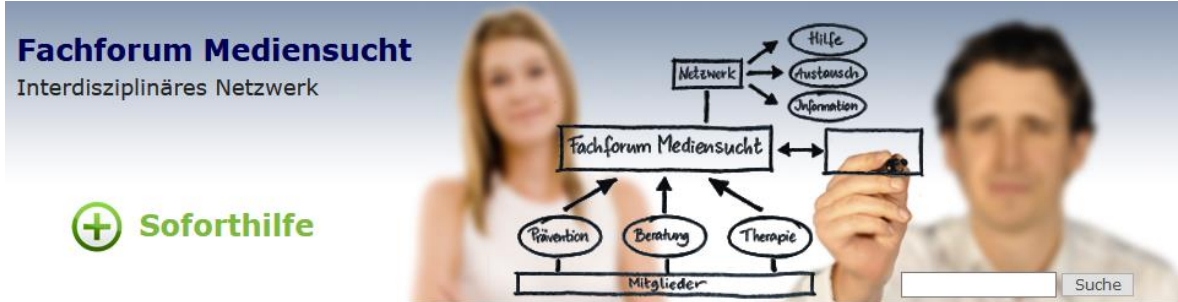 Fachforum Mediensucht
Interdisziplinäres Netzwerk
Soforthilfe
Hilfe
Netzwerk
Austausch
Information
Fachforum Mediensucht
Prävention
Beratung
Therapie
Mitglieder
Suche